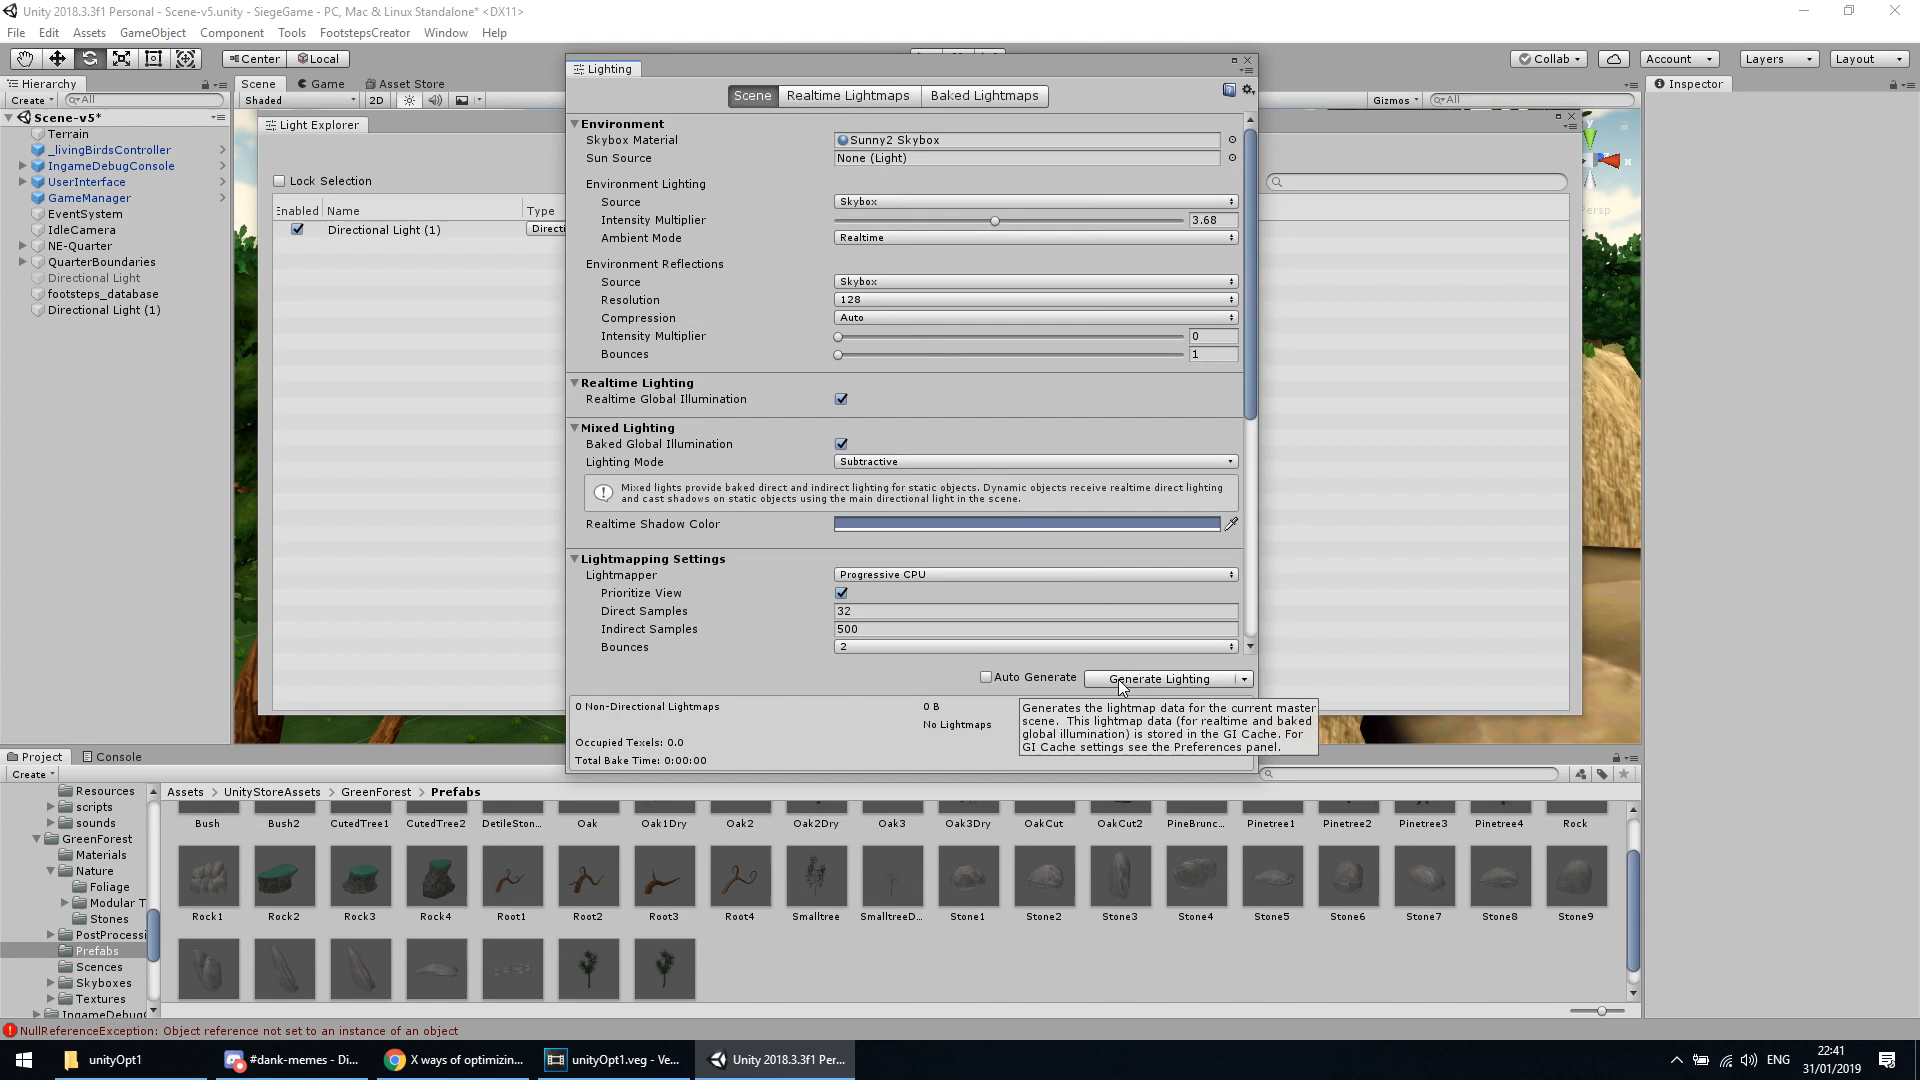 Unity 2018.3.3f1 Personal - Scene-v5.unity - SiegeGame - PC, Mac & Linux Standalone* <DX11>
File Edit Assets GameObject Component Tools FootstepsCreator Window Help
Center Local Collab Account Layers Layout
Hierarchy
Create All
Scene-v5*
Terrain
_livingBirdsController
IngameDebugConsole
UserInterface
GameManager
EventSystem
IdleCamera
NE-Quarter
QuarterBoundaries
Directional Light
footsteps_database
Directional Light (1)
Scene Game Asset Store
Shaded 2D Gizmos All
Light Explorer
Lock Selection
Enabled Name Type
Directional Light (1) Directi
Persp
y
x
Inspector
Lighting
Scene Realtime Lightmaps Baked Lightmaps
Environment
Skybox Material Sunny2 Skybox
Sun Source None (Light)
Environment Lighting
Source Skybox
Intensity Multiplier 3.68
Ambient Mode Realtime
Environment Reflections
Source Skybox
Resolution 128
Compression Auto
Intensity Multiplier 0
Bounces 1
Realtime Lighting
Realtime Global Illumination
Mixed Lighting
Baked Global Illumination
Lighting Mode Subtractive
Mixed lights provide baked direct and indirect lighting for static objects. Dynamic objects receive realtime direct lighting
and cast shadows on static objects using the main directional light in the scene.
Realtime Shadow Color
Lightmapping Settings
Lightmapper Progressive CPU
Prioritize View
Direct Samples 32
Indirect Samples 500
Bounces 2
Auto Generate Generate Lighting
0 Non-Directional Lightmaps 0 B
No Lightmaps
Occupied Texels: 0.0
Total Bake Time: 0:00:00
Generates the lightmap data for the current master
scene. This lightmap data (for realtime and baked
global illumination) is stored in the GI Cache. For
GI Cache settings see the Preferences panel.
Project Console
Create
Resources
scripts
sounds
GreenForest
Materials
Nature
Foliage
Modular T
Stones
PostProcessi
Prefabs
Scences
Skyboxes
Textures
IngameDebug
Assets > UnityStoreAssets > GreenForest > Prefabs
Bush Bush2 CutedTree1 CutedTree2 DetileSton... Oak Oak1Dry Oak2 Oak2Dry Oak3 Oak3Dry OakCut OakCut2 PineBrunc... Pinetree1 Pinetree2 Pinetree3 Pinetree4 Rock
Rock1 Rock2 Rock3 Rock4 Root1 Root2 Root3 Root4 Smalltree SmalltreeD... Stone1 Stone2 Stone3 Stone4 Stone5 Stone6 Stone7 Stone8 Stone9
NullReferenceException: Object reference not set to an instance of an object
unityOpt1 #dank-memes - Di... X ways of optimizin... unityOpt1.veg - Ve... Unity 2018.3.3f1 Per... ENG
22:41
31/01/2019